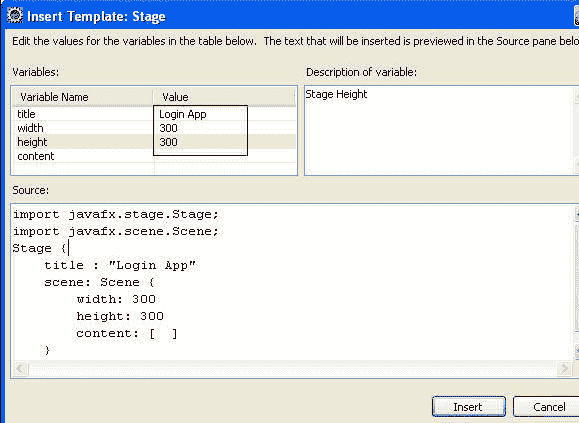 Insert Template: Stage
Edit the values for the variables in the table below. The text that will be inserted is previewed in the Source pane belo
Variables:
Description of variable:
Variable Name Value
Stage Height
title Login App
width 300
height 300
content
Source:
import javafx.stage.Stage;
import javafx.scene.Scene;
Stage {
title : "Login App"
scene: Scene {
width: 300
height: 300
content: [ ]
}
Insert Cancel